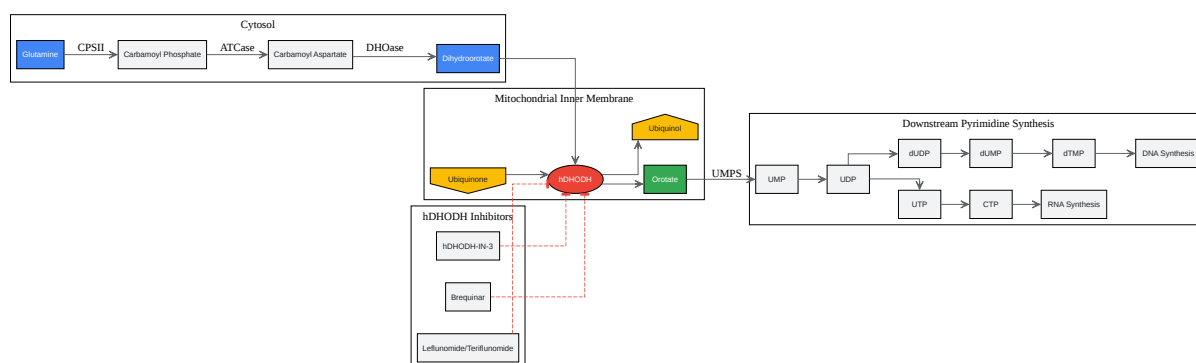 Cytosol
Glutamine
CPSII
Carbamoyl Phosphate
ATCase
Carbamoyl Aspartate
DHOase
Dihydroorotate
Mitochondrial Inner Membrane
Ubiquinol
Ubiquinone
hDHODH
Orotate
UMPS
Downstream Pyrimidine Synthesis
dUDP
dUMP
dTMP
DNA Synthesis
UMP
UDP
UTP
CTP
RNA Synthesis
hDHODH Inhibitors
hDHODH-IN-3
Brequinar
Leflunomide/Teriflunomide